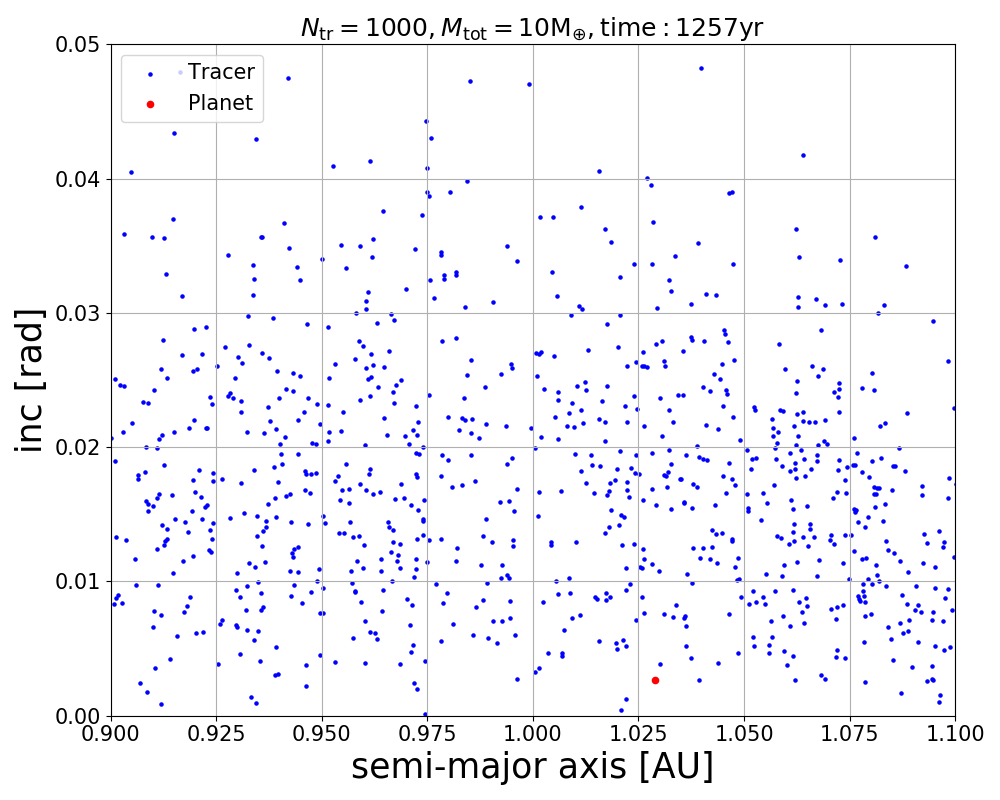 N_tr = 1000, M_tot = 10M_⊕, time : 1257yr
Tracer
Planet
0.05
0.04
0.03
0.02
0.01
0.00
inc [rad]
0.900 0.925 0.950 0.975 1.000 1.025 1.050 1.075 1.100
semi-major axis [AU]